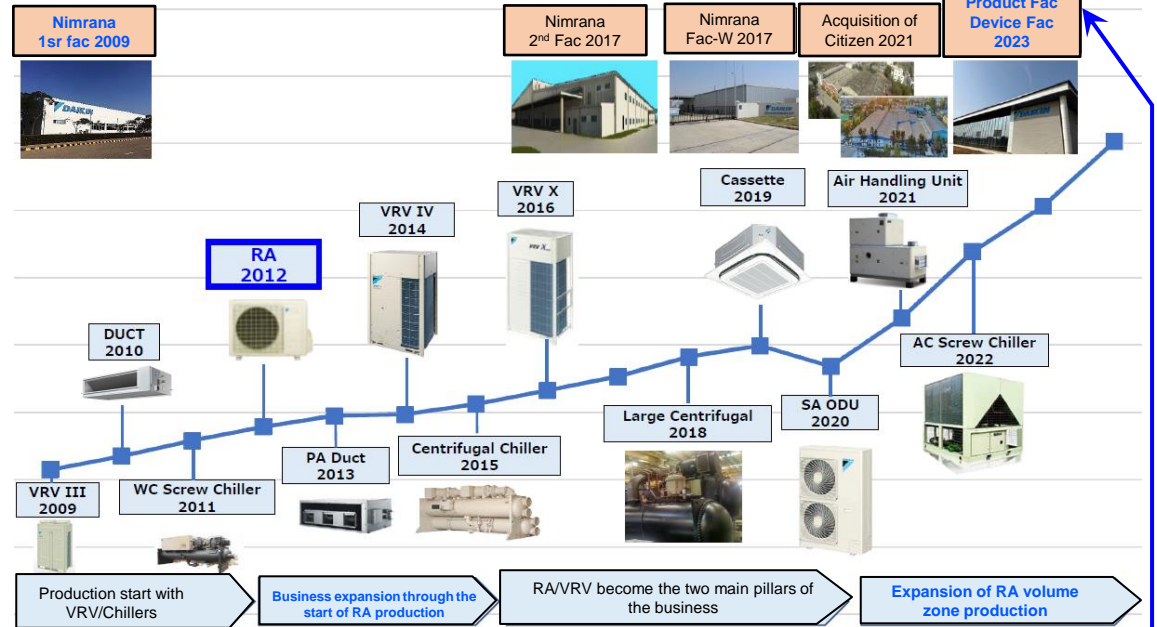 Nimrana
1sr fac 2009
Nimrana
2nd Fac 2017
Nimrana
Fac-W 2017
Acquisition of
Citizen 2021
Product Fac
Device Fac
2023
DAIKIN
DAIKIN
DAIKIN
Cassette
2019
Air Handling Unit
2021
VRV X
2016
VRV IV
2014
RA
2012
DUCT
2010
AC Screw Chiller
2022
SA ODU
2020
Large Centrifugal
2018
Centrifugal Chiller
2015
PA Duct
2013
WC Screw Chiller
2011
VRV III
2009
Production start with
VRV/Chillers
Business expansion through the
start of RA production
RA/VRV become the two main pillars of
the business
Expansion of RA volume
zone production